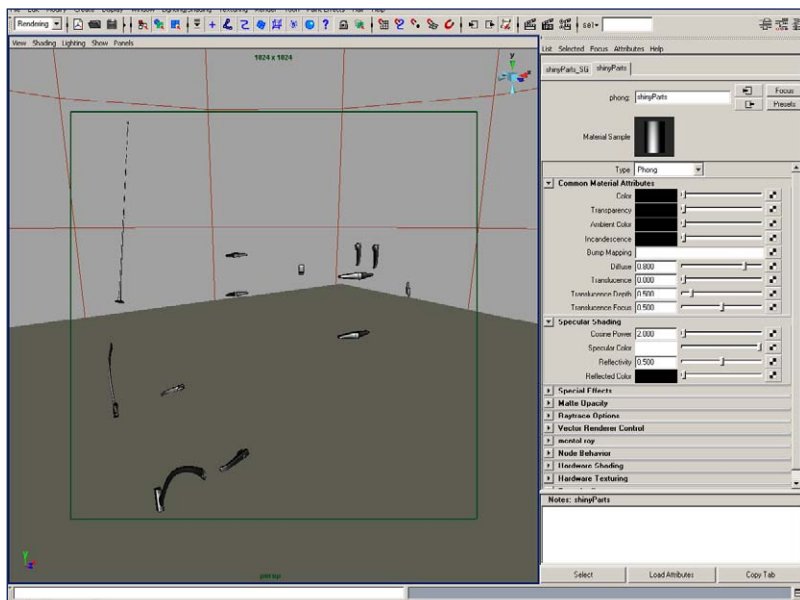 Rendering
sel-
View Shading Lighting Show Panels
List Selected Focus Attributes Help
1024 x 1024
y
shinyParts_SG shinyParts
phong: shinyParts
Focus
Presets
Material Sample
Type Phong
Common Material Attributes
Color
Transparency
Ambient Color
Incandescence
Bump Mapping
Diffuse 0.800
Translucence 0.000
Translucence Depth 0.500
Translucence Focus 0.500
Specular Shading
Cosine Power 2.000
Specular Color
Reflectivity 0.500
Reflected Color
Special Effects
Matte Opacity
Raytrace Options
Vector Renderer Control
mental ray
Node Behavior
Hardware Shading
Hardware Texturing
Notes: shinyParts
persp
Select Load Attributes Copy Tab